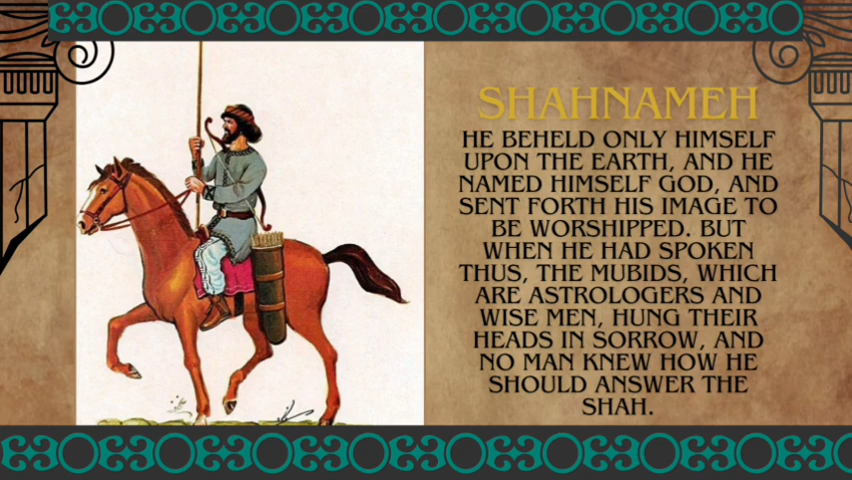 SHAHNAMEH
HE BEHELD ONLY HIMSELF
UPON THE EARTH, AND HE
NAMED HIMSELF GOD, AND
SENT FORTH HIS IMAGE TO
BE WORSHIPPED. BUT
WHEN HE HAD SPOKEN
THUS, THE MUBIDS, WHICH
ARE ASTROLOGERS AND
WISE MEN, HUNG THEIR
HEADS IN SORROW, AND
NO MAN KNEW HOW HE
SHOULD ANSWER THE
SHAH.